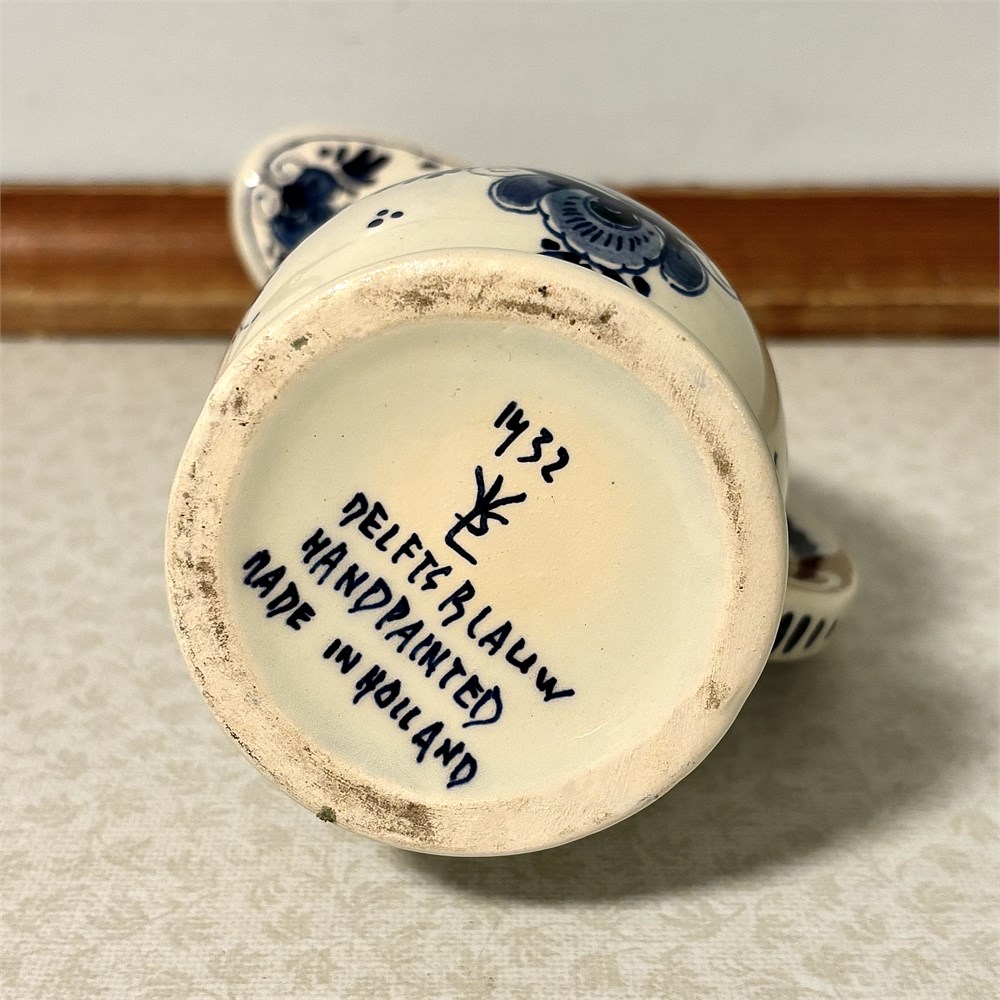 1432
DELFTS BLAUW
HANDPAINTED
MADE IN HOLLAND